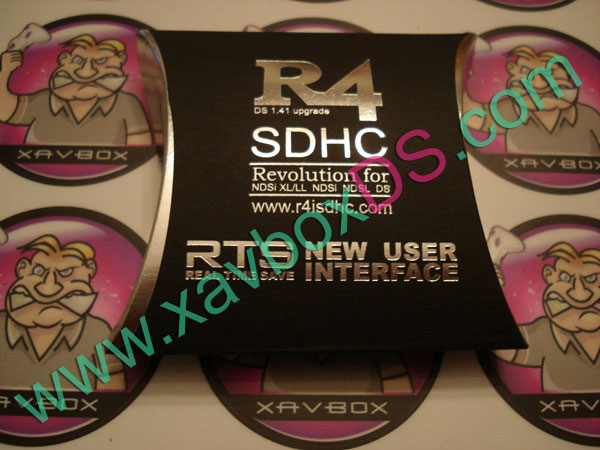 R4
DS 1.41 upgrade
SDHC
Revolution for
NDSi XL/LL NDSi NDSL DS
www.r4isdhc.com
RTS NEW USER
REAL TIME SAVE INTERFACE
www.xavboxDS.com
XAVBOX
XAVBOX
XAVBOX
XAVBOX
XAVBOX